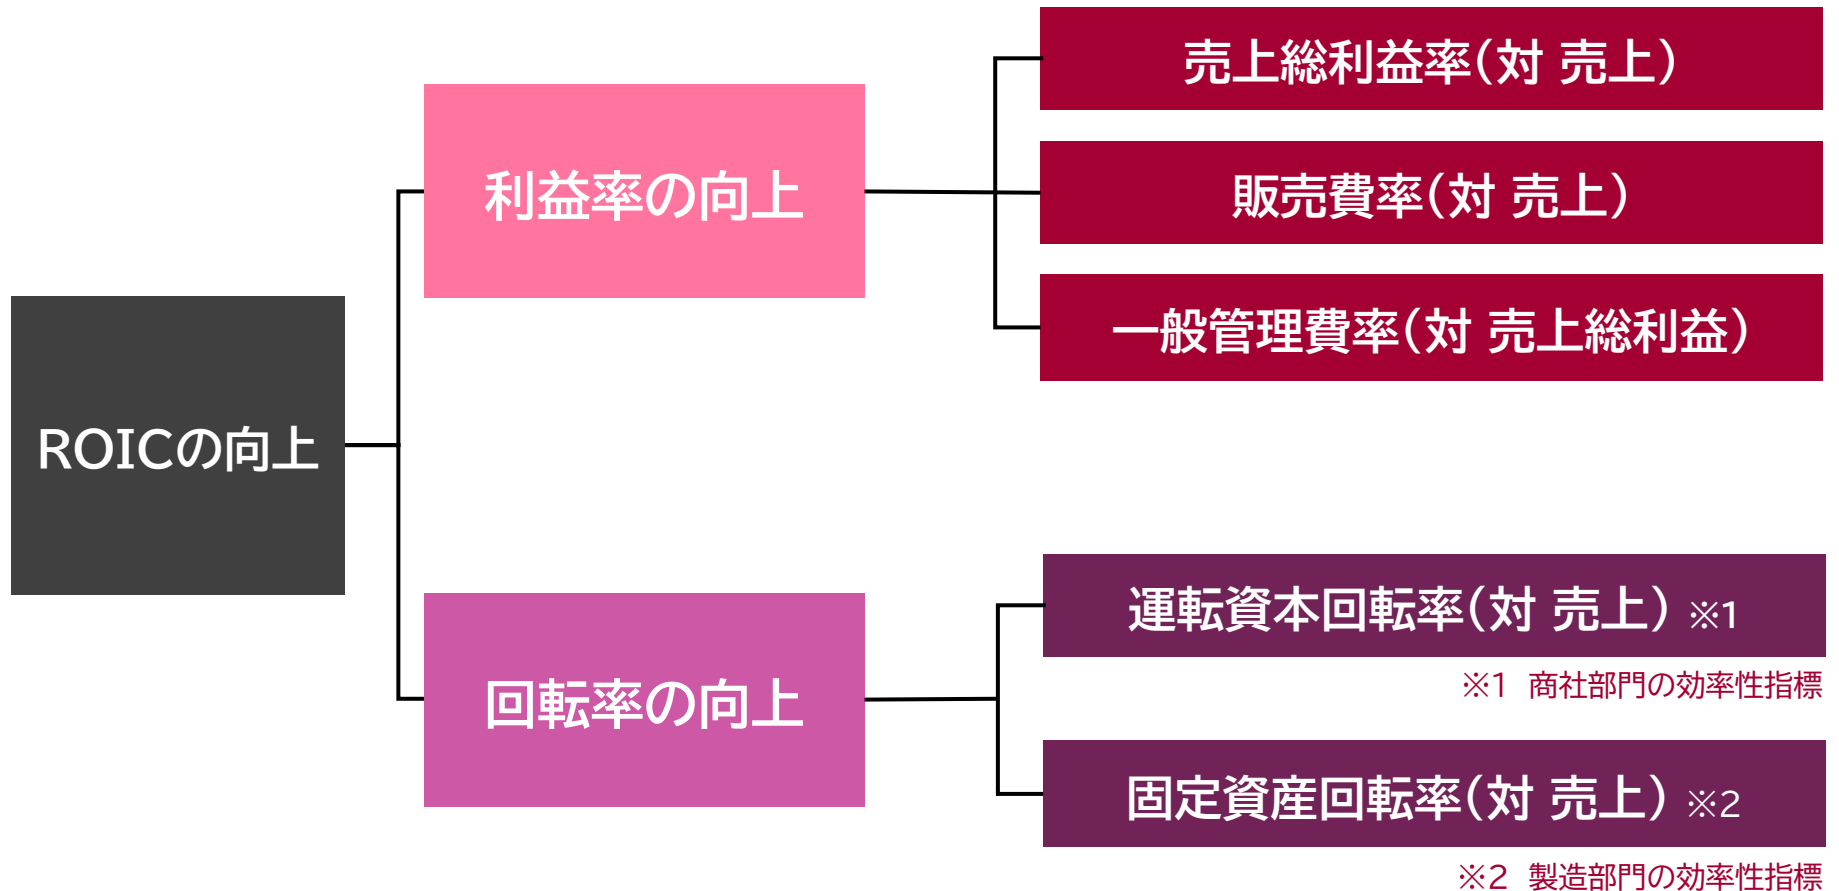 ROICの向上
利益率の向上
売上総利益率(対 売上)
販売費率(対 売上)
一般管理費率(対 売上総利益)
回転率の向上
運転資本回転率(対 売上) ※1
※1 商社部門の効率性指標
固定資産回転率(対 売上) ※2
※2 製造部門の効率性指標